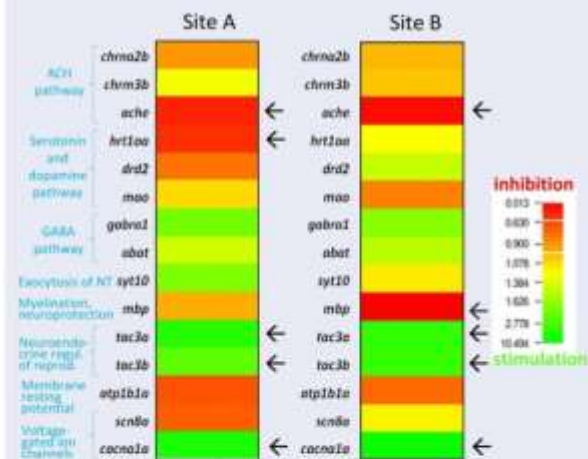 Site A
Site B
ACH
pathway
Serotonin
and
dopamine
pathway
GABA
pathway
Exocytosis of NT
Myelination,
neuroprotection
Neuroendo-
crine regul.
of reprod.
Membrane
resting
potential
Voltage-
gated ion
channels
chrna2b
chrm3b
ache
hrt1aa
drd2
mao
gabra1
abat
syt10
mbp
tac3a
tac3b
atp1b1a
scn8a
cacna1a
chrna2b
chrm3b
ache
hrt1aa
drd2
mao
gabra1
abat
syt10
mbp
tac3a
tac3b
atp1b1a
scn8a
cacna1a
inhibition
0.013
0.630
0.900
1.078
1.384
1.626
2.778
10.494
stimulation